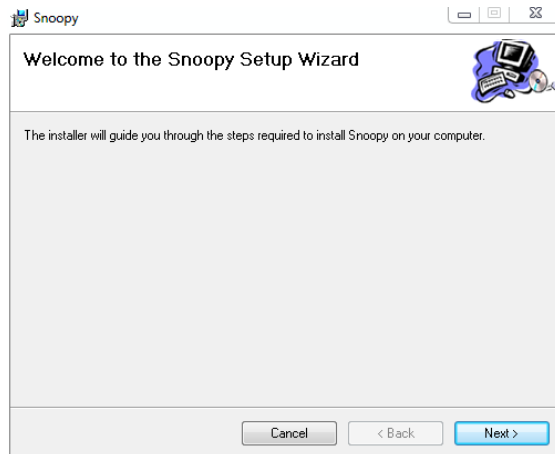 Snoopy
Welcome to the Snoopy Setup Wizard
The installer will guide you through the steps required to install Snoopy on your computer.
Cancel
< Back
Next >